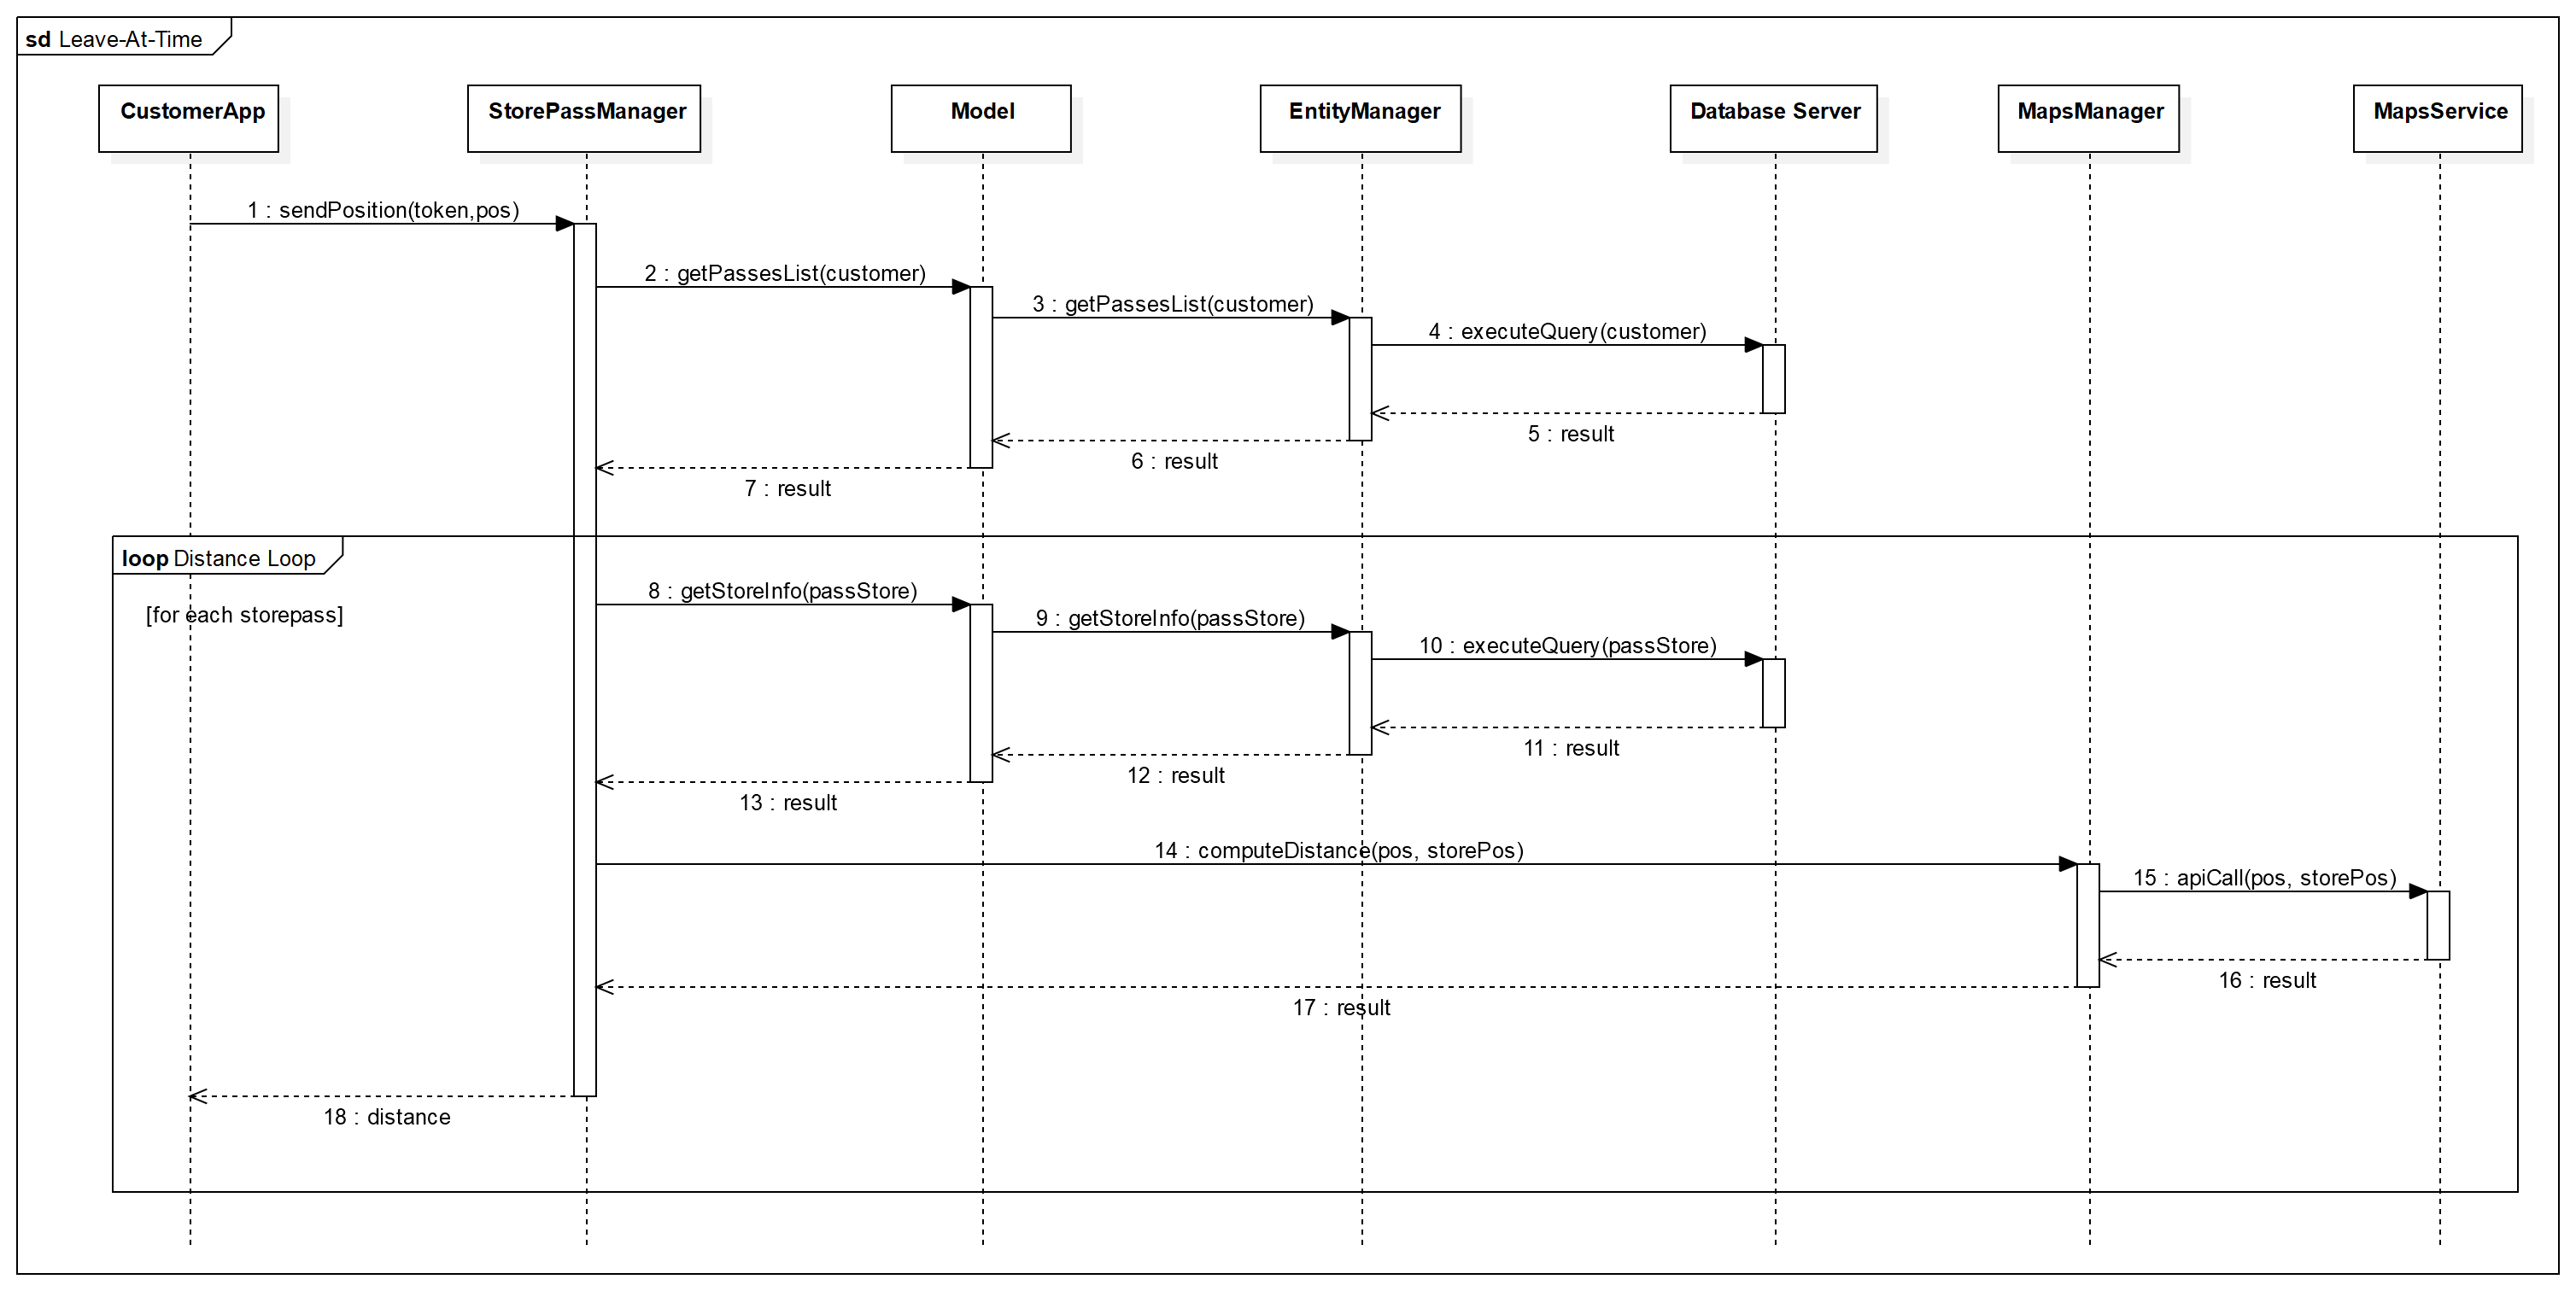 sd Leave-At-Time
CustomerApp
StorePassManager
Model
EntityManager
Database Server
MapsManager
MapsService
1 : sendPosition(token,pos)
2 : getPassesList(customer)
3 : getPassesList(customer)
4 : executeQuery(customer)
5 : result
6 : result
7 : result
loop Distance Loop
[for each storepass]
8 : getStoreInfo(passStore)
9 : getStoreInfo(passStore)
10 : executeQuery(passStore)
11 : result
12 : result
13 : result
14 : computeDistance(pos, storePos)
15 : apiCall(pos, storePos)
16 : result
17 : result
18 : distance